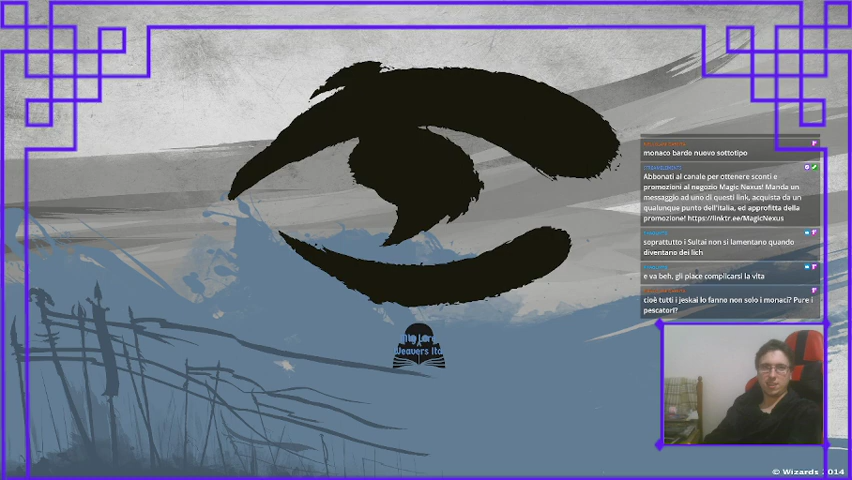 monaco bardo nuovo sottotipo
Abbonati al canale per ottenere sconti e
promozioni al negozio Magic Nexus! Manda un
messaggio ad uno di questi link, acquista da un
qualunque punto dell'Italia, ed approfitta della
promozione! https://linktr.ee/MagicNexus
soprattutto i Sultai non si lamentano quando
diventano dei lich
e va beh, gli piace complicarsi la vita
cioè tutti i jeskai lo fanno non solo i monaci? Pure i
pescatori?
Weavers Ita
© Wizards 2014